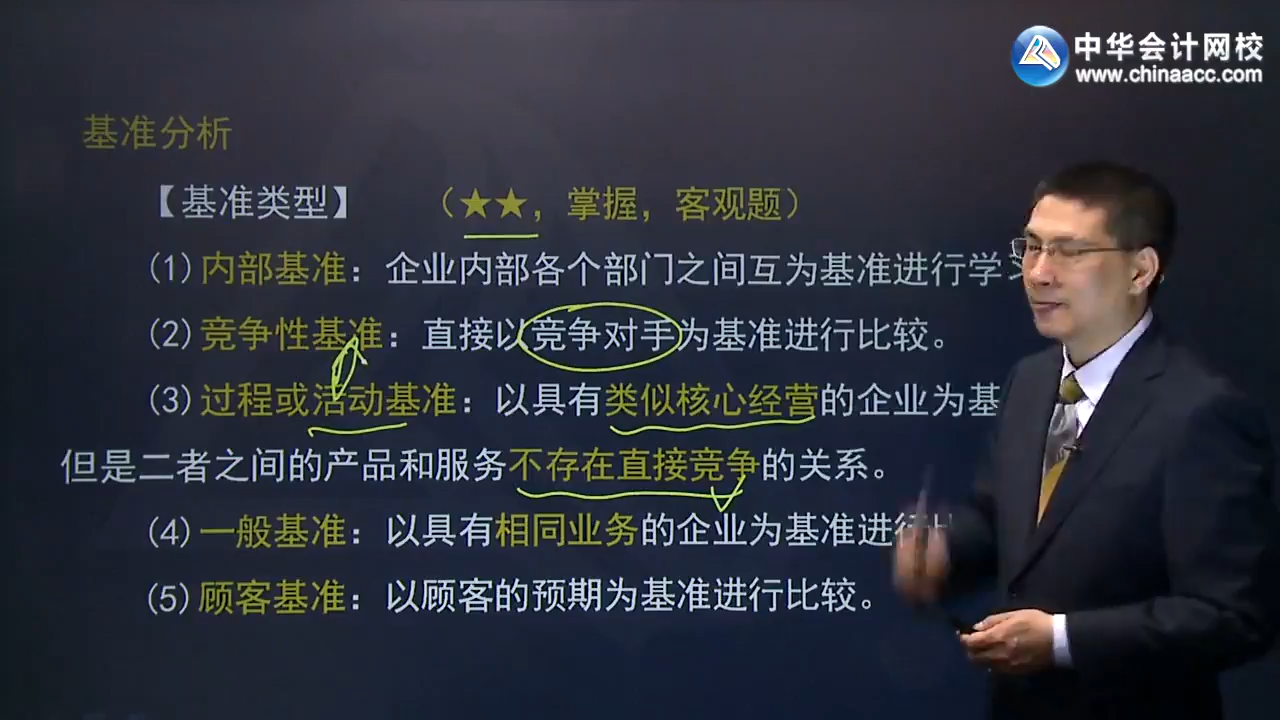 中华会计网校
www.chinaacc.com
基准分析
【基准类型】 （★★，掌握，客观题）
(1)内部基准：企业内部各个部门之间互为基准进行学
(2)竞争性基准：直接以竞争对手为基准进行比较。
(3)过程或活动基准：以具有类似核心经营的企业为基
但是二者之间的产品和服务不存在直接竞争的关系。
(4)一般基准：以具有相同业务的企业为基准进行
(5)顾客基准：以顾客的预期为基准进行比较。